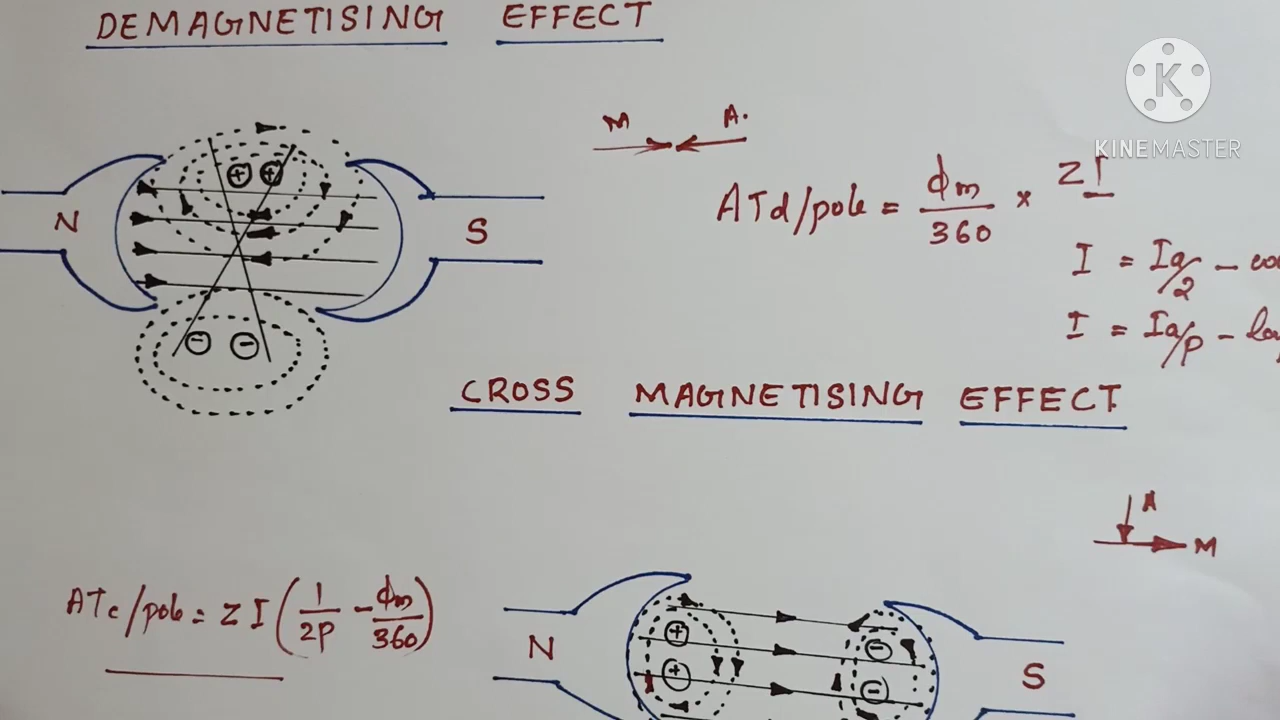 DEMAGNETISING EFFECT
K
KINEMASTER
M A.
ATd/pole = ϕm/360 × ZI
N S
I = Ia/2 -
I = Ia/P -
CROSS MAGNETISING EFFECT
A
M
ATc/pole = ZI(1/2P - ϕm/360)
N S